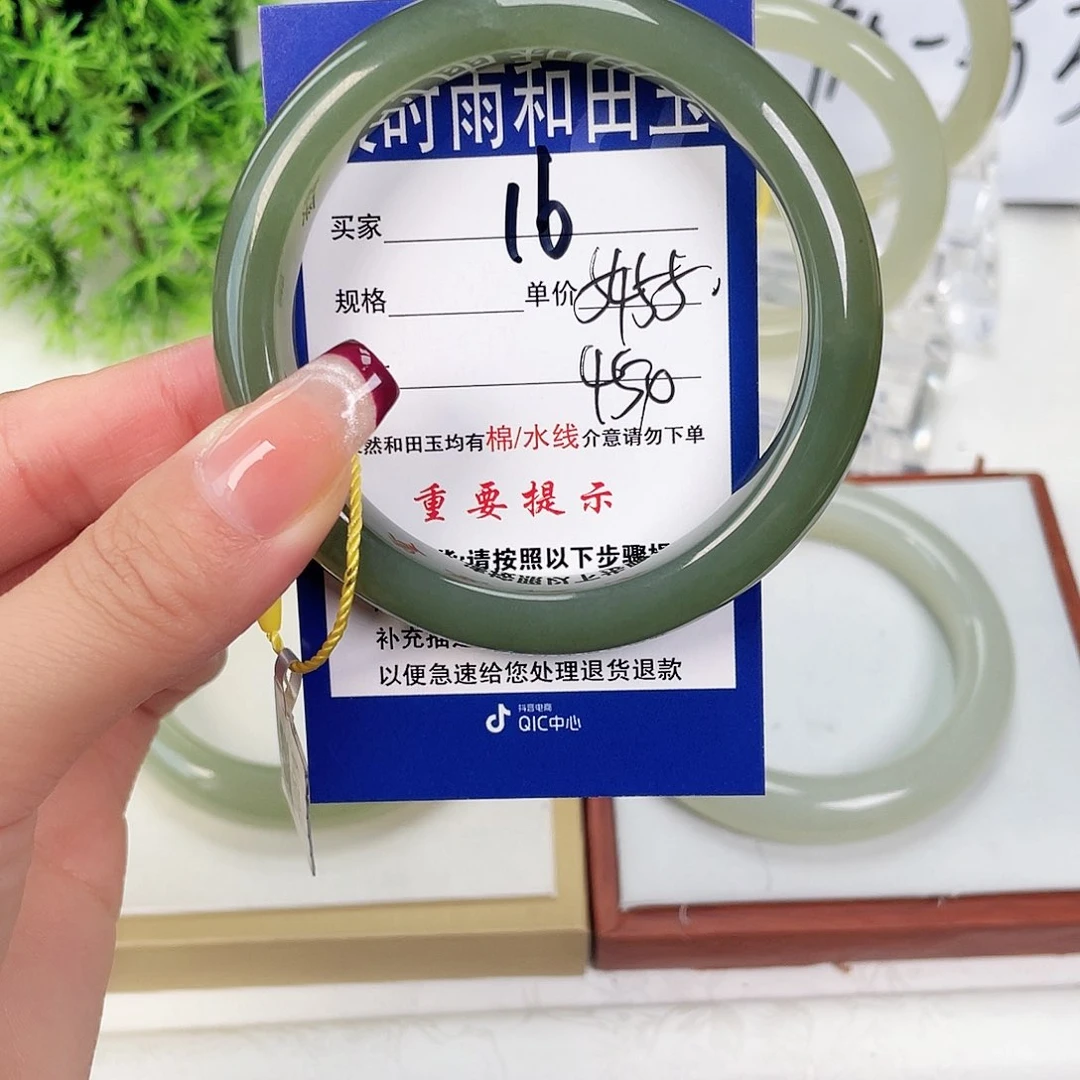 时雨和田玉
买家 16
规格 单价
450
然和田玉均有棉/水线介意请勿下单
重要提示
请按照以下步骤
补充
以便急速给您处理退货退款
抖音电商
QIC中心